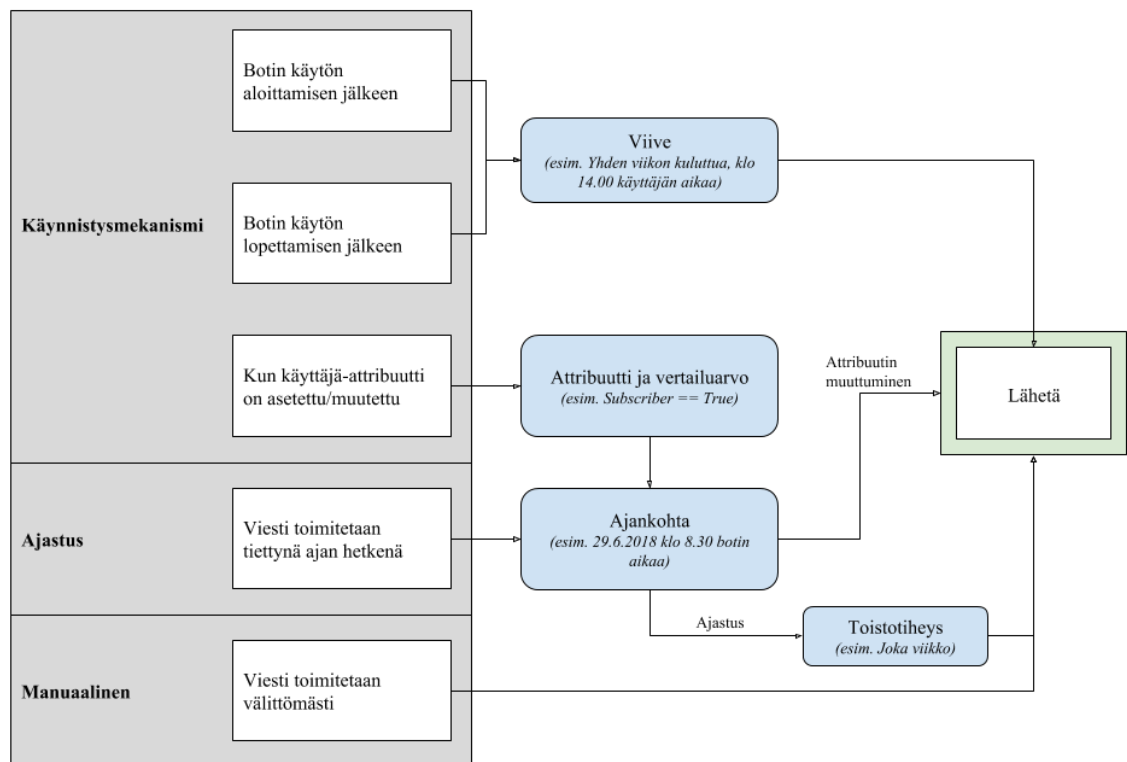 Käynnistysmekanismi
Botin käytön
aloittamisen jälkeen
Botin käytön
lopettamisen jälkeen
Kun käyttäjä-attribuutti
on asetettu/muutettu
Viive
(esim. Yhden viikon kuluttua, klo
14.00 käyttäjän aikaa)
Attribuutti ja vertailuarvo
(esim. Subscriber == True)
Attribuutin
muuttuminen
Lähetä
Ajastus
Viesti toimitetaan
tiettynä ajan hetkenä
Ajankohta
(esim. 29.6.2018 klo 8.30 botin
aikaa)
Ajastus
Toistotiheys
(esim. Joka viikko)
Manuaalinen
Viesti toimitetaan
välittömästi